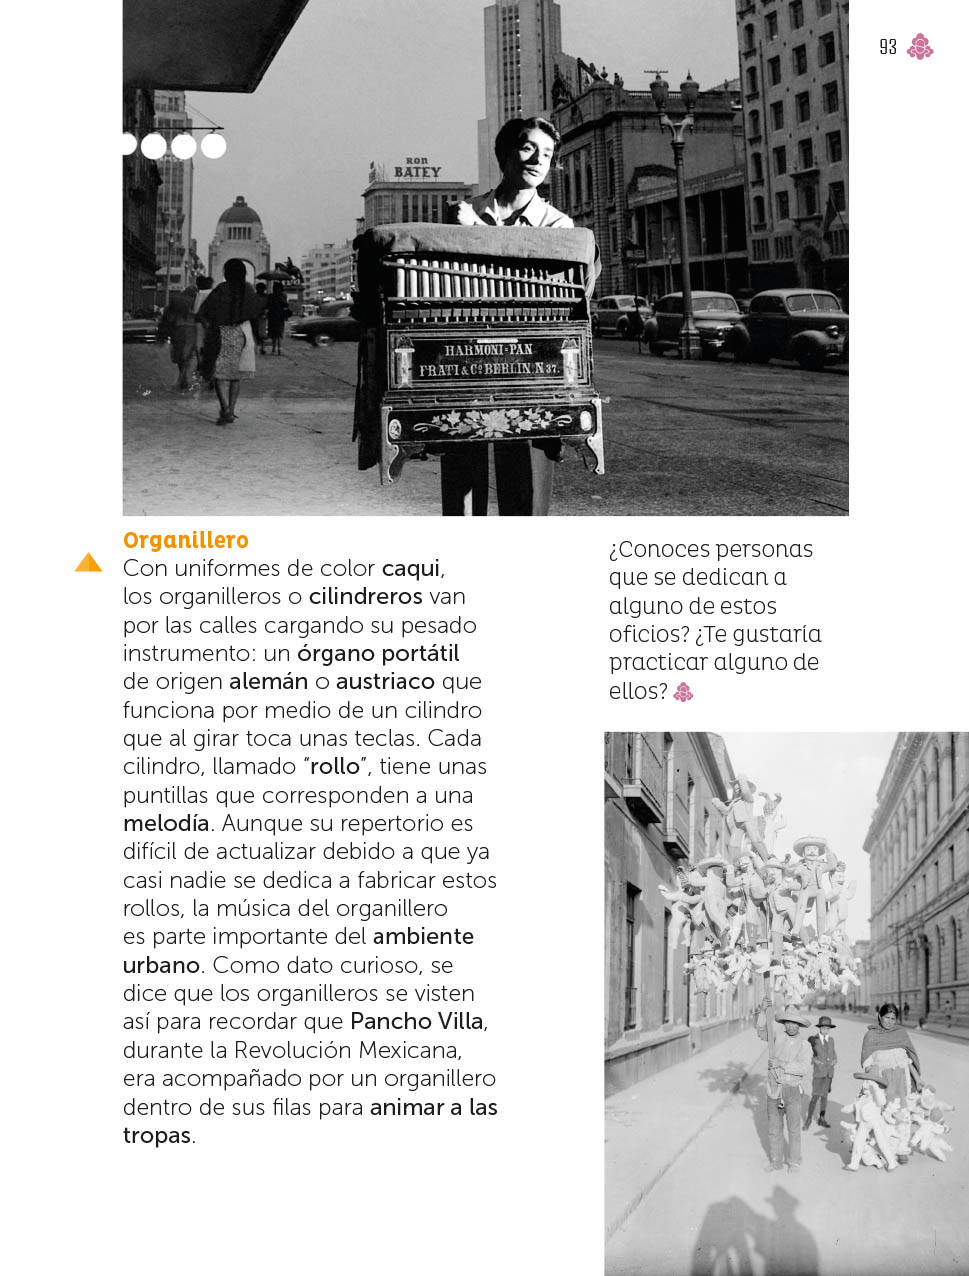 93
RON
BATEY
HARMONI-PAN
FRATI & Cº BERLIN. N 37.
Organillero
Con uniformes de color caqui,
los organilleros o cilindreros van
por las calles cargando su pesado
instrumento: un órgano portátil
de origen alemán o austriaco que
funciona por medio de un cilindro
que al girar toca unas teclas. Cada
cilindro, llamado “rollo”, tiene unas
puntillas que corresponden a una
melodía. Aunque su repertorio es
difícil de actualizar debido a que ya
casi nadie se dedica a fabricar estos
rollos, la música del organillero
es parte importante del ambiente
urbano. Como dato curioso, se
dice que los organilleros se visten
así para recordar que Pancho Villa,
durante la Revolución Mexicana,
era acompañado por un organillero
dentro de sus filas para animar a las
tropas.
¿Conoces personas
que se dedican a
alguno de estos
oficios? ¿Te gustaría
practicar alguno de
ellos?